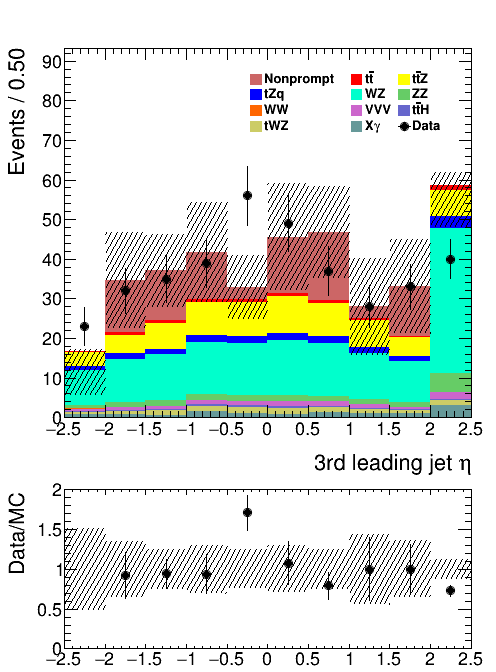 Events / 0.50
90
80
70
60
50
40
30
20
10
0
Nonprompt tt̄ tt̄Z
tZq WZ ZZ
WW VVV tt̄H
tWZ Xγ Data
−2.5 −2 −1.5 −1 −0.5 0 0.5 1 1.5 2 2.5
3rd leading jet η
Data/MC
2
1.5
1
0.5
0
−2.5 −2 −1.5 −1 −0.5 0 0.5 1 1.5 2 2.5